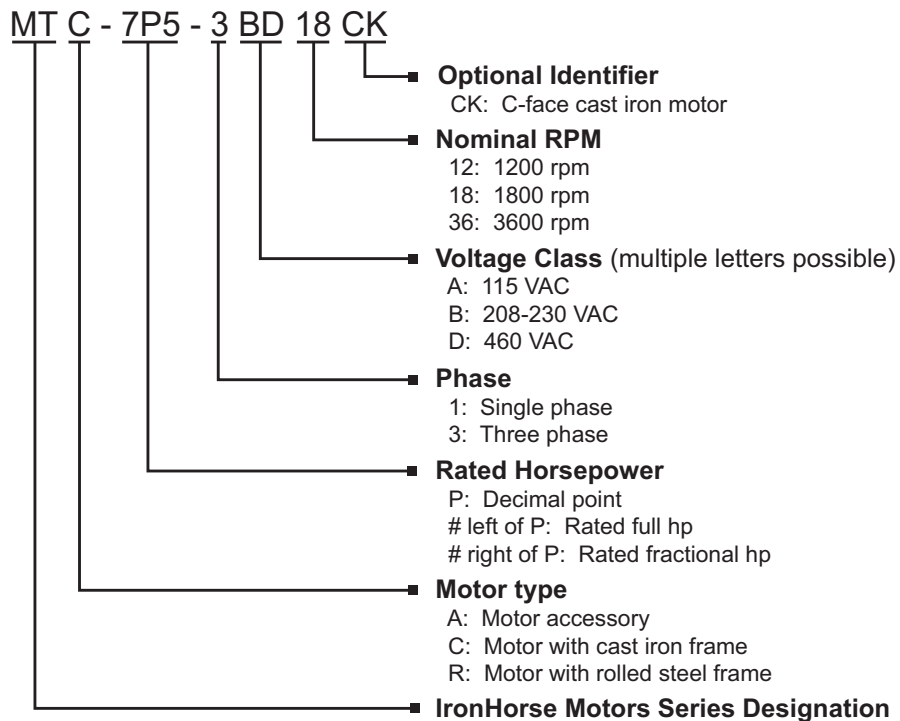 MT C - 7P5 - 3 BD 18 CK
Optional Identifier
CK: C-face cast iron motor
Nominal RPM
12: 1200 rpm
18: 1800 rpm
36: 3600 rpm
Voltage Class (multiple letters possible)
A: 115 VAC
B: 208-230 VAC
D: 460 VAC
Phase
1: Single phase
3: Three phase
Rated Horsepower
P: Decimal point
# left of P: Rated full hp
# right of P: Rated fractional hp
Motor type
A: Motor accessory
C: Motor with cast iron frame
R: Motor with rolled steel frame
IronHorse Motors Series Designation